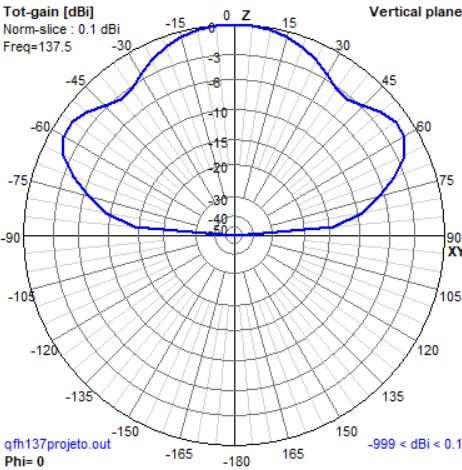 Tot-gain [dBi]
Norm-slice : 0.1 dBi
Freq=137.5
Vertical plane
0 Z
-15 15
-30 30
-45 45
-60 60
-75 75
-90 90
XY
-105 105
-120 120
-135 135
-150 150
-165 165
-180
0
-3
-6
-8
-10
-15
-20
-30
-40
-50
qfh137projeto.out
-999 < dBi < 0.1
Phi= 0